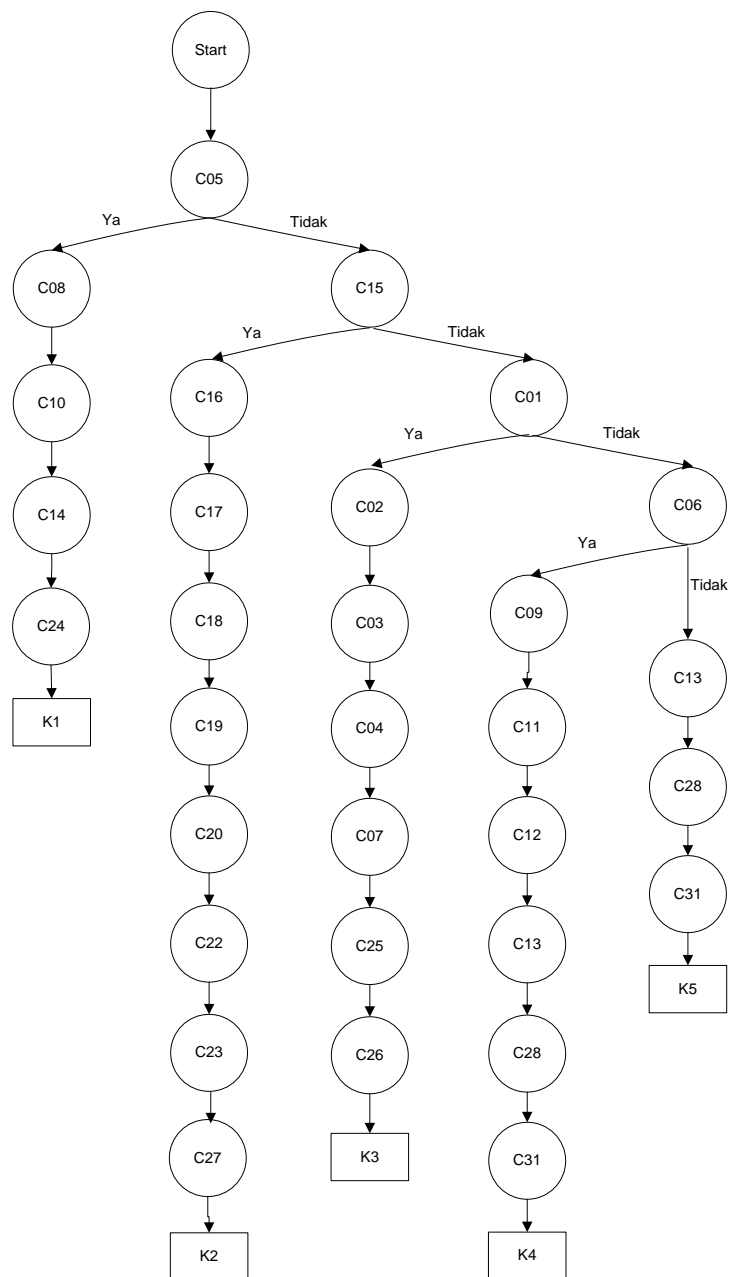 Start
C05
Ya
Tidak
C08
C15
Ya
Tidak
C10
C16
C01
Ya
Tidak
C14
C17
C02
C06
Ya
Tidak
C24
C18
C03
C09
C13
K1
C19
C04
C11
C28
C20
C07
C12
C31
C22
C25
C13
K5
C23
C26
C28
C27
K3
C31
K2
K4